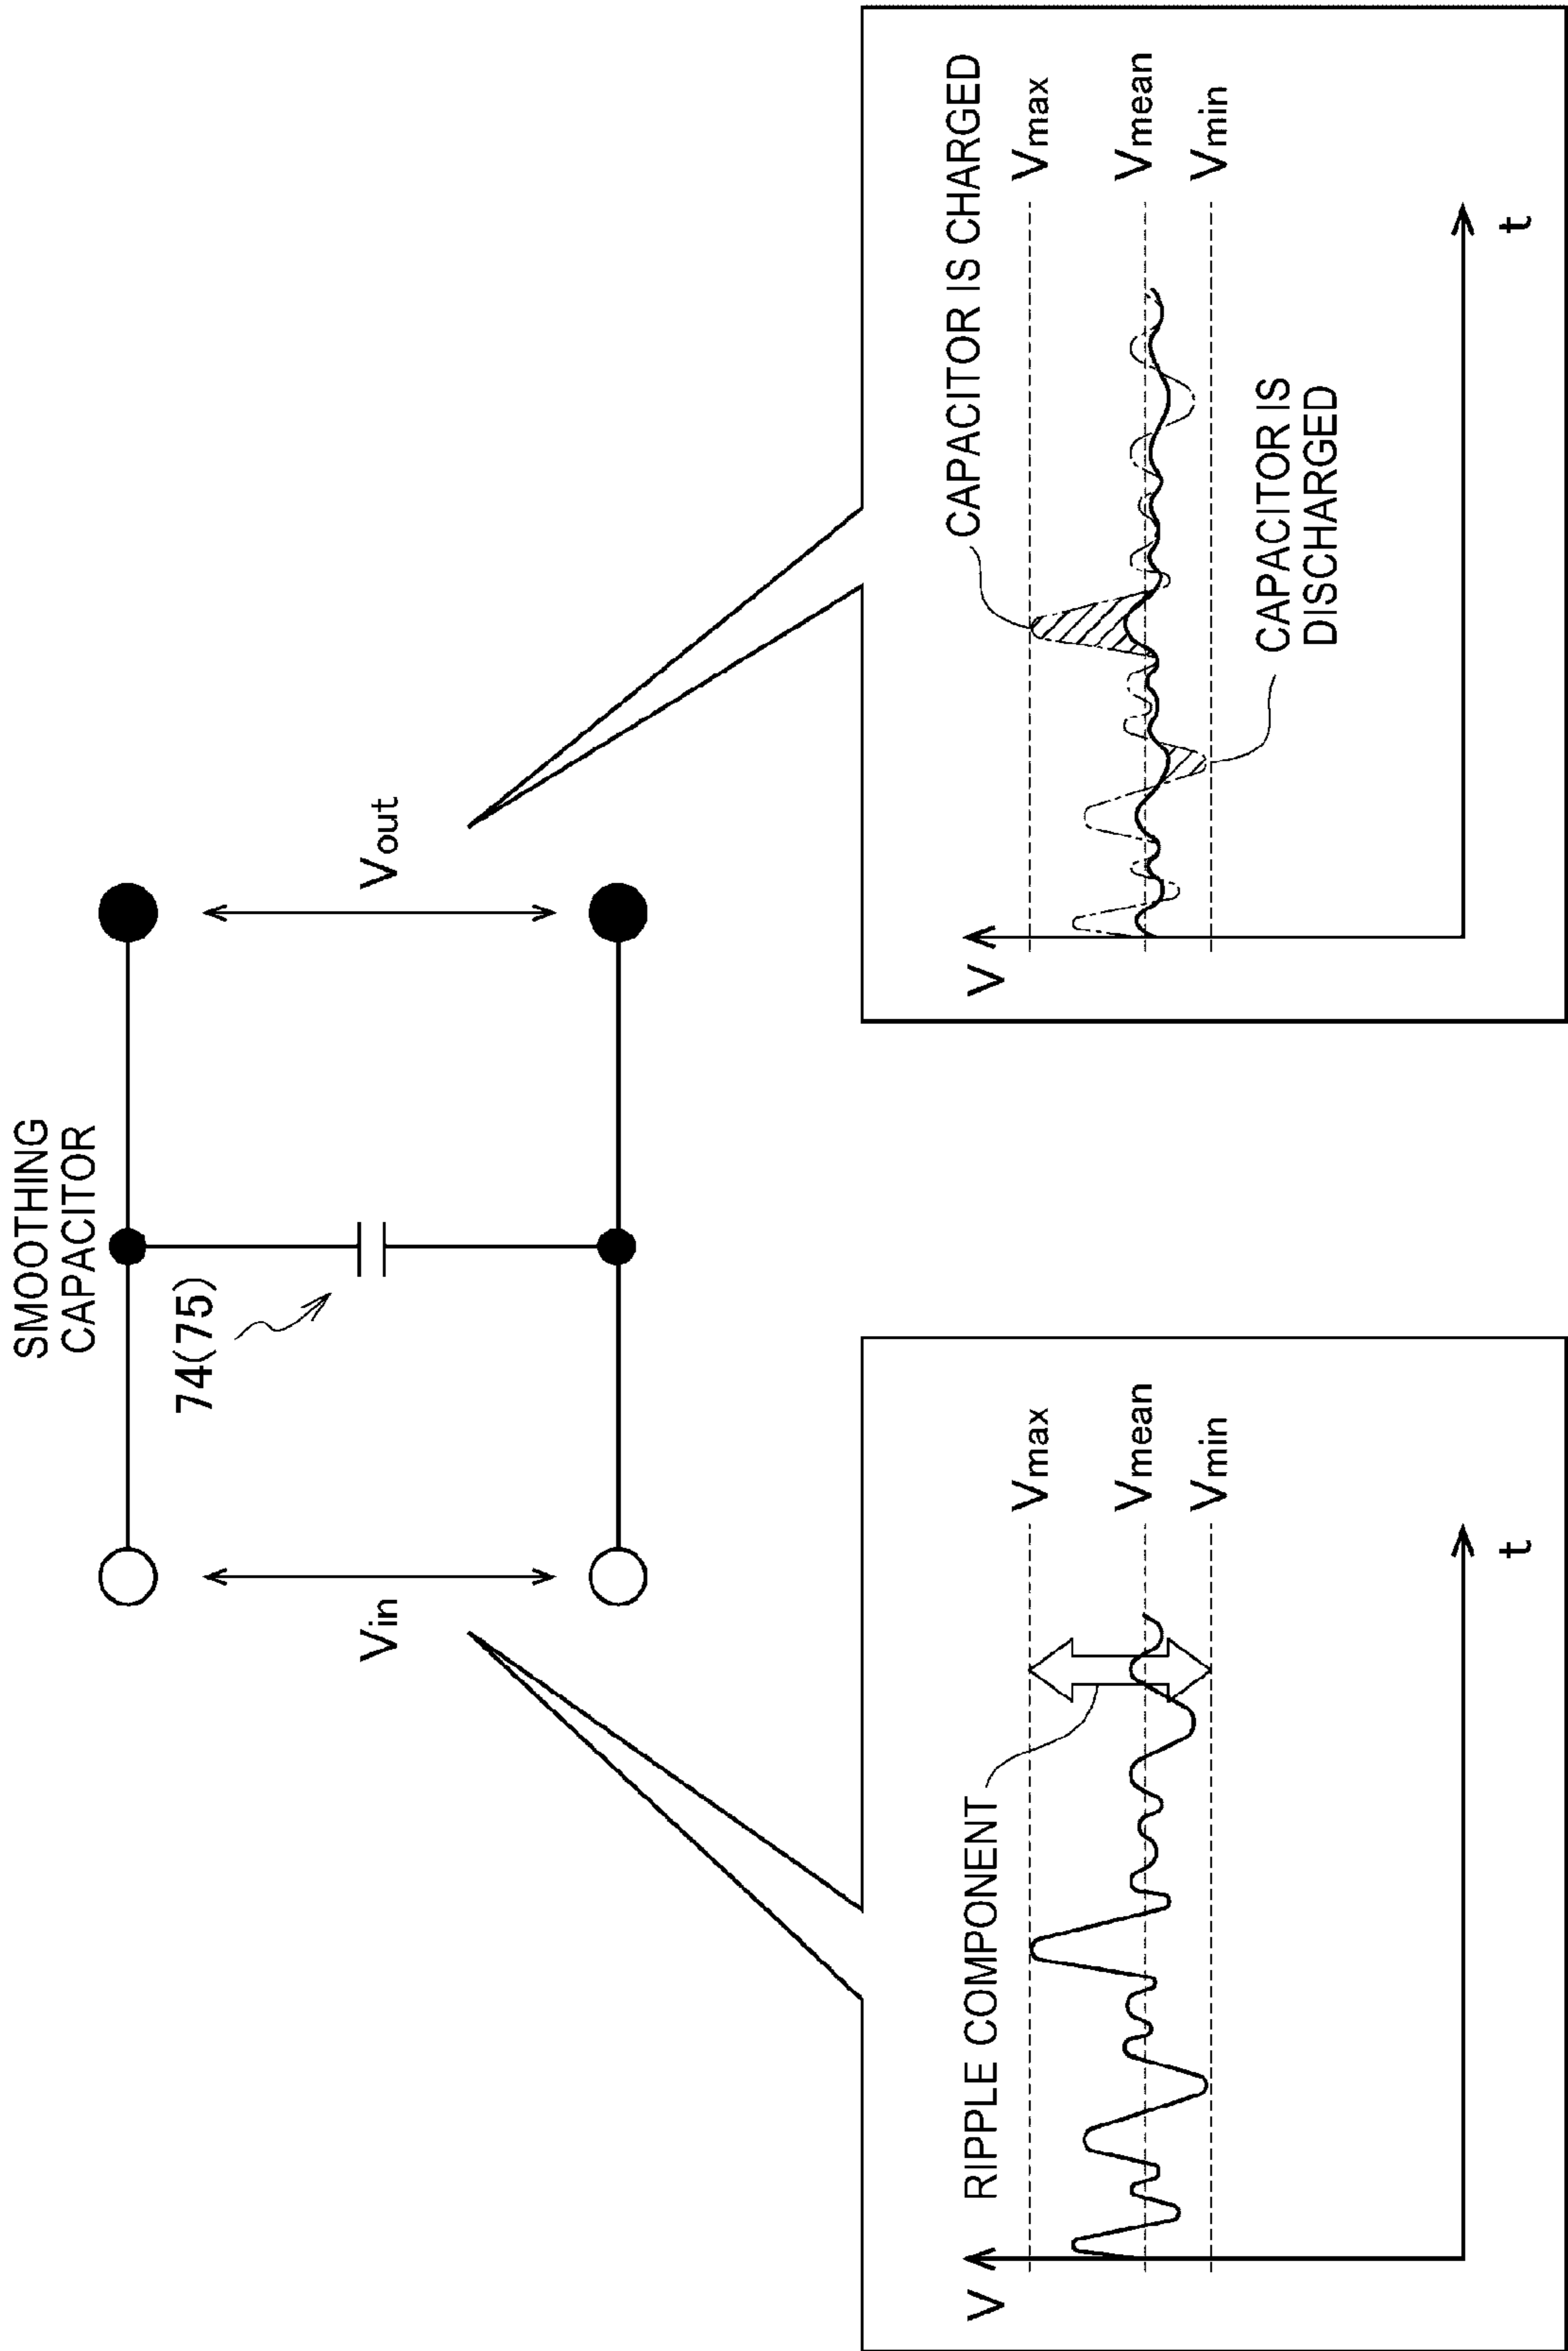 SMOOTHING
CAPACITOR
74(75)
Vin
Vout
V
RIPPLE COMPONENT
Vmax
Vmean
Vmin
t
V
CAPACITOR IS CHARGED
Vmax
Vmean
Vmin
CAPACITOR IS
DISCHARGED
t